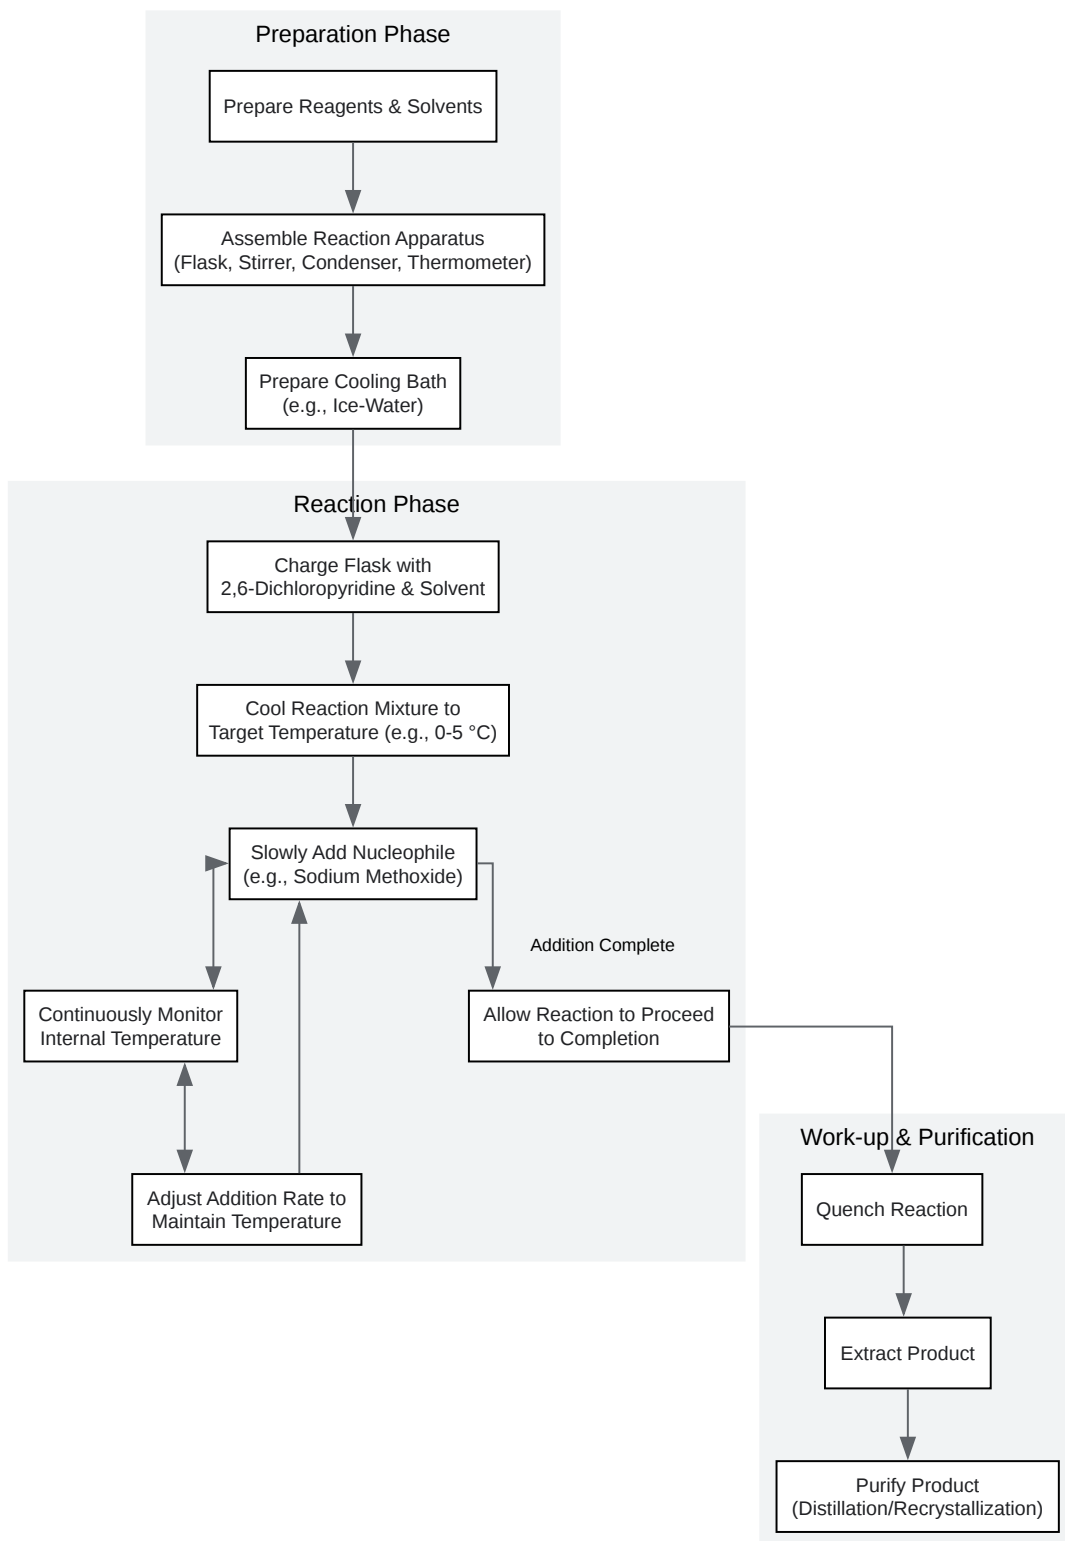 Preparation Phase
Prepare Reagents & Solvents
Assemble Reaction Apparatus
(Flask, Stirrer, Condenser, Thermometer)
Prepare Cooling Bath
(e.g., Ice-Water)
Reaction Phase
Charge Flask with
2,6-Dichloropyridine & Solvent
Cool Reaction Mixture to
Target Temperature (e.g., 0-5 °C)
Slowly Add Nucleophile
(e.g., Sodium Methoxide)
Addition Complete
Continuously Monitor
Internal Temperature
Allow Reaction to Proceed
to Completion
Adjust Addition Rate to
Maintain Temperature
Work-up & Purification
Quench Reaction
Extract Product
Purify Product
(Distillation/Recrystallization)